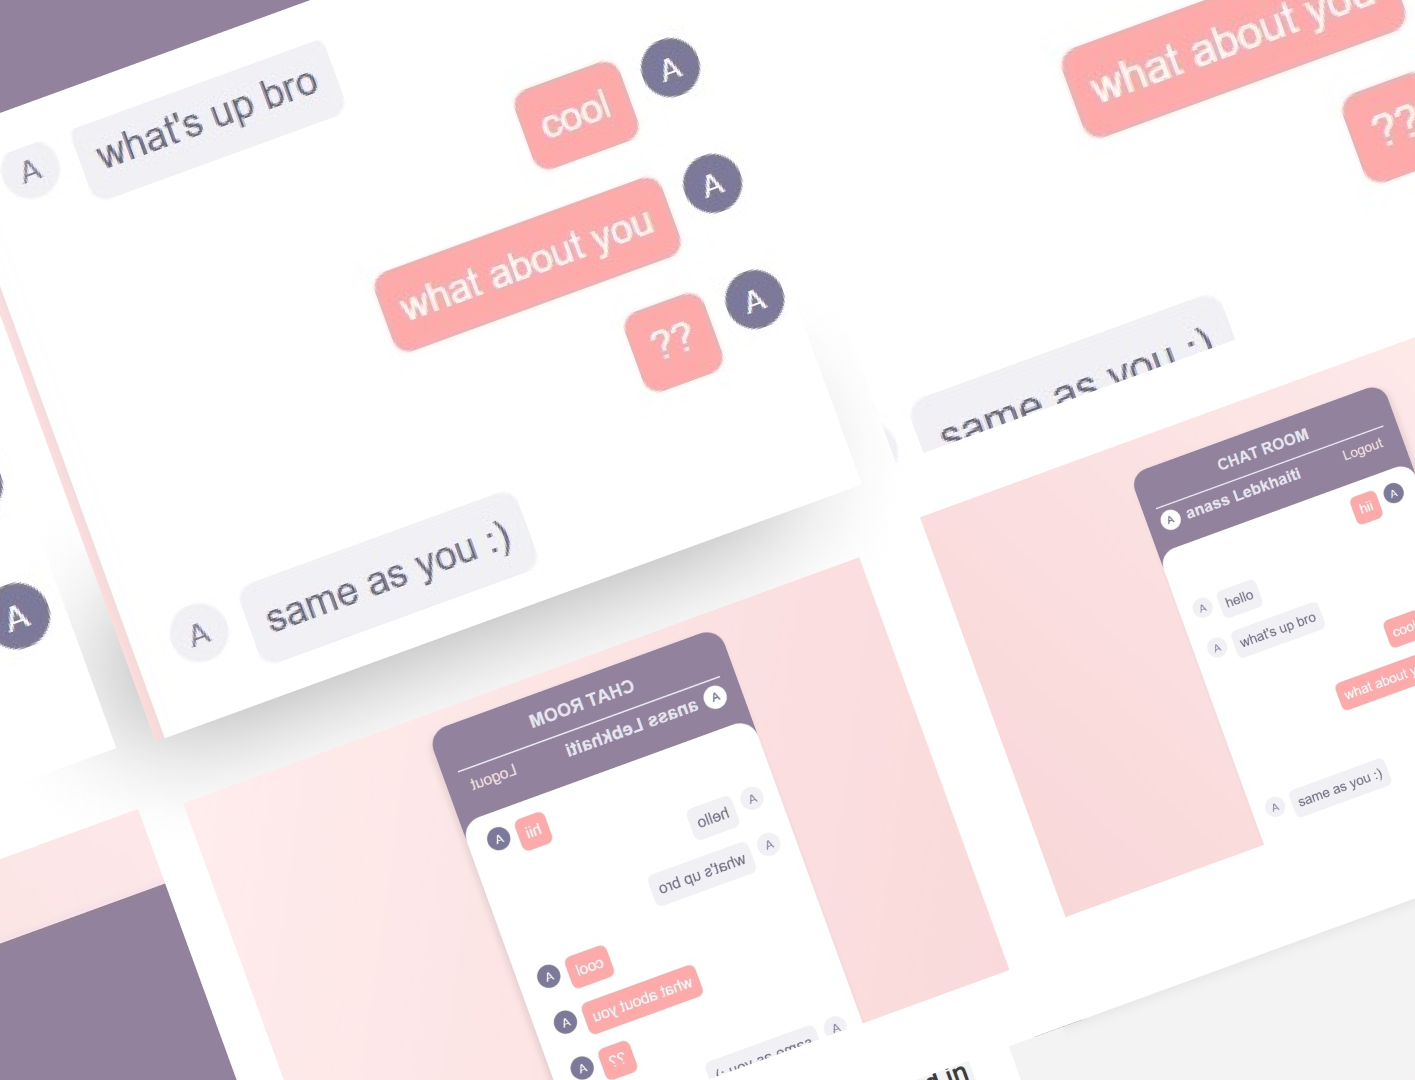 A what's up bro
cool A
what about you A
?? A
A same as you :)
A
what about you
??
same as you :)
CHAT ROOM
A anass Lebkhaiti
Logout
hii A
A hello
A what's up bro
A cool
A what about you
A ??
same as you :) A
CHAT ROOM
Logout
A anass Lebkhaiti
hii A
A hello
A what's up bro
cool
what about y
A same as you :)
in